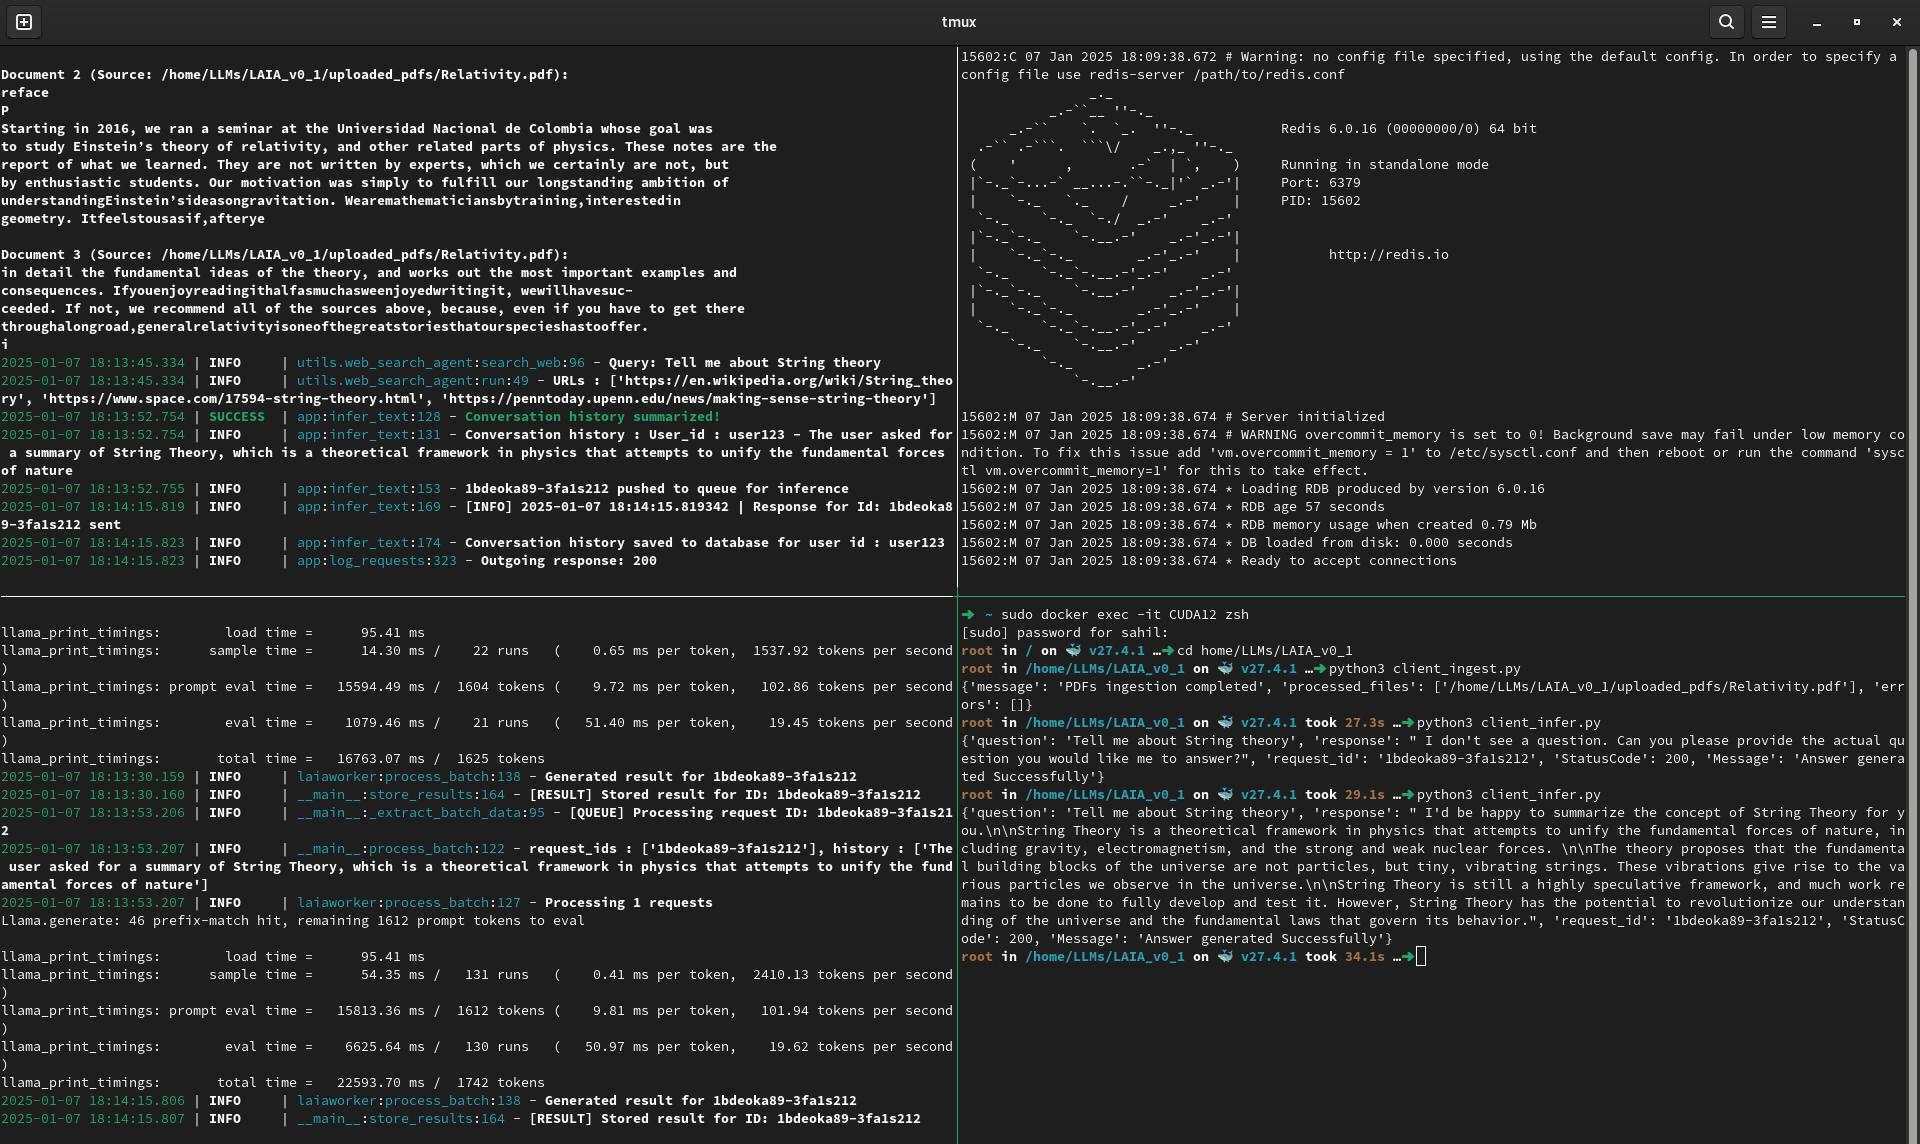 tmux
Document 2 (Source: /home/LLMs/LAIA_v0_1/uploaded_pdfs/Relativity.pdf):
reface
P
Starting in 2016, we ran a seminar at the Universidad Nacional de Colombia whose goal was
to study Einstein's theory of relativity, and other related parts of physics. These notes are the
report of what we learned. They are not written by experts, which we certainly are not, but
by enthusiastic students. Our motivation was simply to fulfill our longstanding ambition of
understandingEinstein'sideasongravitation. Wearemathematiciansbytraining,interestedin
geometry. Itfeelstousasif,afterye
Document 3 (Source: /home/LLMs/LAIA_v0_1/uploaded_pdfs/Relativity.pdf):
in detail the fundamental ideas of the theory, and works out the most important examples and
consequences. Ifyouenjoyreadingithalfasmuchasweenjoyedwritingit, wewillhavesuc-
ceeded. If not, we recommend all of the sources above, because, even if you have to get there
throughalongroad,generalrelativityisoneofthegreatstoriesthatourspecieshastooffer.
i
2025-01-07 18:13:45.334 | INFO     | utils.web_search_agent:search_web:96 - Query: Tell me about String theory
2025-01-07 18:13:45.334 | INFO     | utils.web_search_agent:run:49 - URLs : ['https://en.wikipedia.org/wiki/String_theo
ry', 'https://www.space.com/17594-string-theory.html', 'https://penntoday.upenn.edu/news/making-sense-string-theory']
2025-01-07 18:13:52.754 | SUCCESS  | app:infer_text:128 - Conversation history summarized!
2025-01-07 18:13:52.754 | INFO     | app:infer_text:131 - Conversation history : User_id : user123 - The user asked for
 a summary of String Theory, which is a theoretical framework in physics that attempts to unify the fundamental forces
of nature
2025-01-07 18:13:52.755 | INFO     | app:infer_text:153 - 1bdeoka89-3fa1s212 pushed to queue for inference
2025-01-07 18:14:15.819 | INFO     | app:infer_text:169 - [INFO] 2025-01-07 18:14:15.819342 | Response for Id: 1bdeoka8
9-3fa1s212 sent
2025-01-07 18:14:15.823 | INFO     | app:infer_text:174 - Conversation history saved to database for user id : user123
2025-01-07 18:14:15.823 | INFO     | app:log_requests:323 - Outgoing response: 200
15602:C 07 Jan 2025 18:09:38.672 # Warning: no config file specified, using the default config. In order to specify a
config file use redis-server /path/to/redis.conf
Redis 6.0.16 (00000000/0) 64 bit
Running in standalone mode
Port: 6379
PID: 15602
http://redis.io
15602:M 07 Jan 2025 18:09:38.674 # Server initialized
15602:M 07 Jan 2025 18:09:38.674 # WARNING overcommit_memory is set to 0! Background save may fail under low memory co
ndition. To fix this issue add 'vm.overcommit_memory = 1' to /etc/sysctl.conf and then reboot or run the command 'sysc
tl vm.overcommit_memory=1' for this to take effect.
15602:M 07 Jan 2025 18:09:38.674 * Loading RDB produced by version 6.0.16
15602:M 07 Jan 2025 18:09:38.674 * RDB age 57 seconds
15602:M 07 Jan 2025 18:09:38.674 * RDB memory usage when created 0.79 Mb
15602:M 07 Jan 2025 18:09:38.674 * DB loaded from disk: 0.000 seconds
15602:M 07 Jan 2025 18:09:38.674 * Ready to accept connections
llama_print_timings:        load time =      95.41 ms
llama_print_timings:      sample time =      14.30 ms /    22 runs   (    0.65 ms per token,  1537.92 tokens per second
)
llama_print_timings: prompt eval time =   15594.49 ms /  1604 tokens (    9.72 ms per token,   102.86 tokens per second
)
llama_print_timings:        eval time =    1079.46 ms /    21 runs   (   51.40 ms per token,    19.45 tokens per second
)
llama_print_timings:       total time =   16763.07 ms /  1625 tokens
2025-01-07 18:13:30.159 | INFO     | laiaworker:process_batch:138 - Generated result for 1bdeoka89-3fa1s212
2025-01-07 18:13:30.160 | INFO     | __main__:store_results:164 - [RESULT] Stored result for ID: 1bdeoka89-3fa1s212
2025-01-07 18:13:53.206 | INFO     | __main__:_extract_batch_data:95 - [QUEUE] Processing request ID: 1bdeoka89-3fa1s21
2
2025-01-07 18:13:53.207 | INFO     | __main__:process_batch:122 - request_ids : ['1bdeoka89-3fa1s212'], history : ['The
 user asked for a summary of String Theory, which is a theoretical framework in physics that attempts to unify the fund
amental forces of nature']
2025-01-07 18:13:53.207 | INFO     | laiaworker:process_batch:127 - Processing 1 requests
Llama.generate: 46 prefix-match hit, remaining 1612 prompt tokens to eval
llama_print_timings:        load time =      95.41 ms
llama_print_timings:      sample time =      54.35 ms /   131 runs   (    0.41 ms per token,  2410.13 tokens per second
)
llama_print_timings: prompt eval time =   15813.36 ms /  1612 tokens (    9.81 ms per token,   101.94 tokens per second
)
llama_print_timings:        eval time =    6625.64 ms /   130 runs   (   50.97 ms per token,    19.62 tokens per second
)
llama_print_timings:       total time =   22593.70 ms /  1742 tokens
2025-01-07 18:14:15.806 | INFO     | laiaworker:process_batch:138 - Generated result for 1bdeoka89-3fa1s212
2025-01-07 18:14:15.807 | INFO     | __main__:store_results:164 - [RESULT] Stored result for ID: 1bdeoka89-3fa1s212
➜ ~ sudo docker exec -it CUDA12 zsh
[sudo] password for sahil:
root in / on 🐳 v27.4.1 …➜cd home/LLMs/LAIA_v0_1
root in /home/LLMs/LAIA_v0_1 on 🐳 v27.4.1 …➜python3 client_ingest.py
{'message': 'PDFs ingestion completed', 'processed_files': ['/home/LLMs/LAIA_v0_1/uploaded_pdfs/Relativity.pdf'], 'err
ors': []}
root in /home/LLMs/LAIA_v0_1 on 🐳 v27.4.1 took 27.3s …➜python3 client_infer.py
{'question': 'Tell me about String theory', 'response': " I don't see a question. Can you please provide the actual qu
estion you would like me to answer?", 'request_id': '1bdeoka89-3fa1s212', 'StatusCode': 200, 'Message': 'Answer genera
ted Successfully'}
root in /home/LLMs/LAIA_v0_1 on 🐳 v27.4.1 took 29.1s …➜python3 client_infer.py
{'question': 'Tell me about String theory', 'response': " I'd be happy to summarize the concept of String Theory for y
ou.\n\nString Theory is a theoretical framework in physics that attempts to unify the fundamental forces of nature, in
cluding gravity, electromagnetism, and the strong and weak nuclear forces. \n\nThe theory proposes that the fundamenta
l building blocks of the universe are not particles, but tiny, vibrating strings. These vibrations give rise to the va
rious particles we observe in the universe.\n\nString Theory is still a highly speculative framework, and much work re
mains to be done to fully develop and test it. However, String Theory has the potential to revolutionize our understan
ding of the universe and the fundamental laws that govern its behavior.", 'request_id': '1bdeoka89-3fa1s212', 'StatusC
ode': 200, 'Message': 'Answer generated Successfully'}
root in /home/LLMs/LAIA_v0_1 on 🐳 v27.4.1 took 34.1s …➜